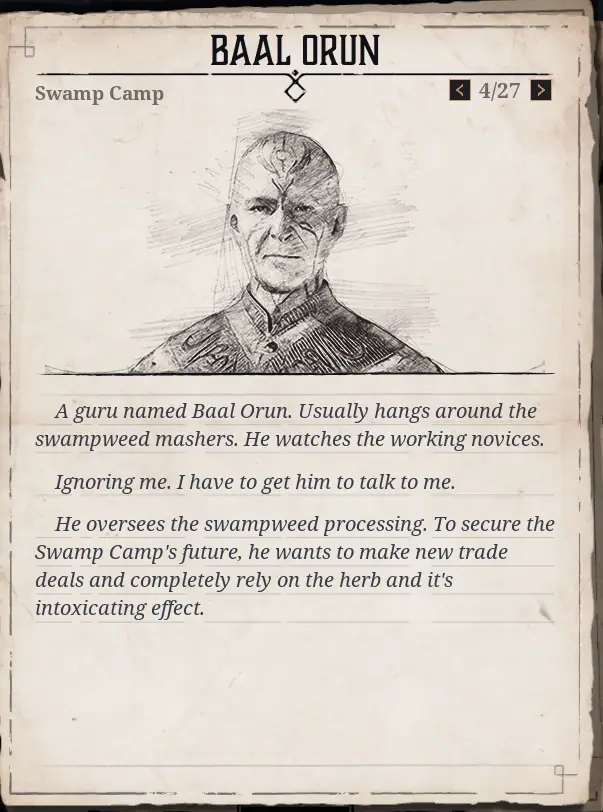 BAAL ORUN
Swamp Camp
< 4/27 >
A guru named Baal Orun. Usually hangs around the
swampweed mashers. He watches the working novices.
Ignoring me. I have to get him to talk to me.
He oversees the swampweed processing. To secure the
Swamp Camp's future, he wants to make new trade
deals and completely rely on the herb and it's
intoxicating effect.